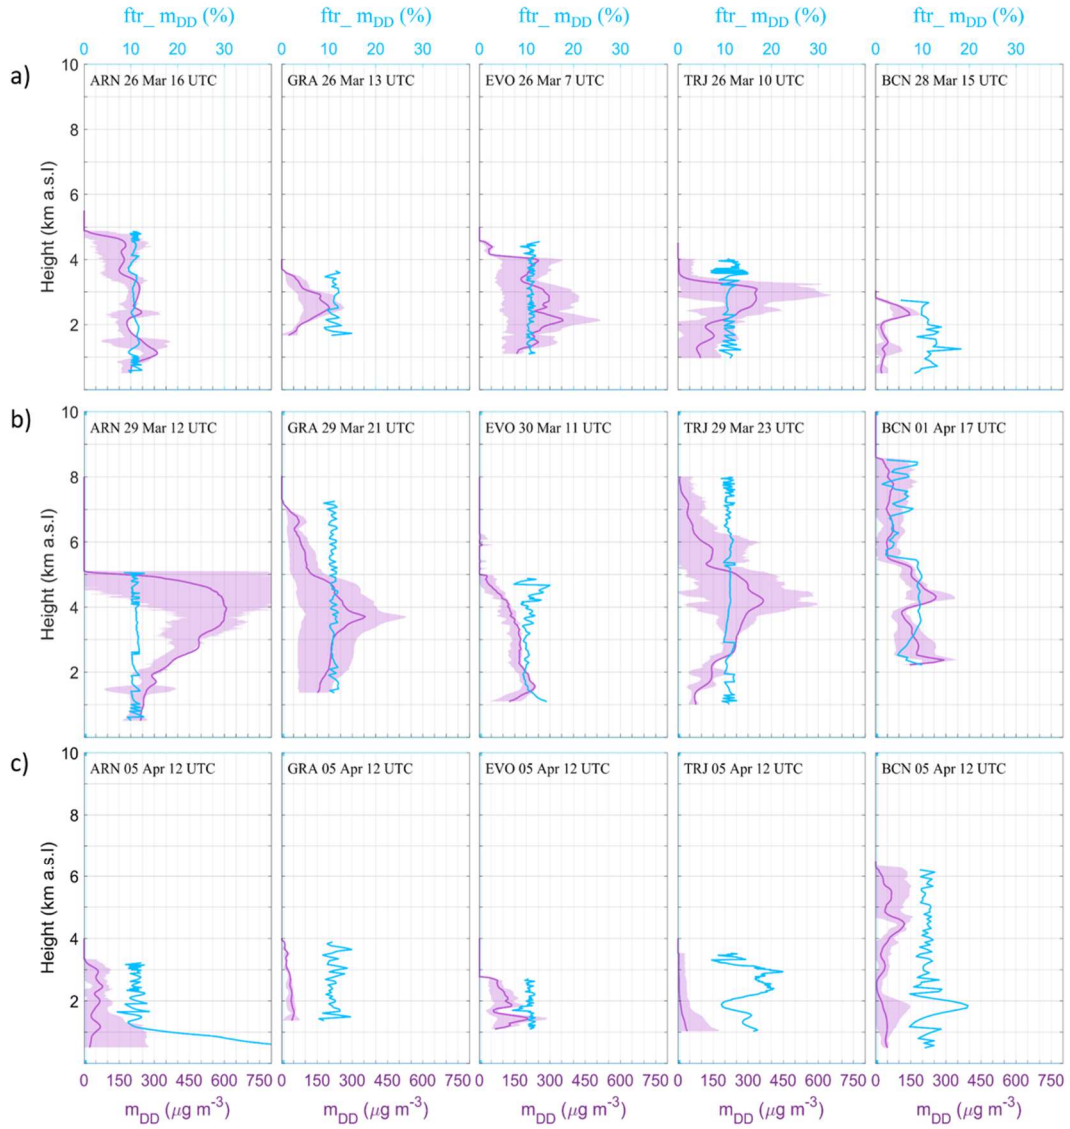 ftr_ m_DD (%) ftr_ m_DD (%) ftr_ m_DD (%) ftr_ m_DD (%) ftr_ m_DD (%)
0 10 20 30 0 10 20 30 0 10 20 30 0 10 20 30 0 10 20 30
a)
ARN 26 Mar 16 UTC GRA 26 Mar 13 UTC EVO 26 Mar 7 UTC TRJ 26 Mar 10 UTC BCN 28 Mar 15 UTC
10
8
6
4
2
Height (km a.s.l)
b)
ARN 29 Mar 12 UTC GRA 29 Mar 21 UTC EVO 30 Mar 11 UTC TRJ 29 Mar 23 UTC BCN 01 Apr 17 UTC
10
8
6
4
2
Height (km a.s.l)
c)
ARN 05 Apr 12 UTC GRA 05 Apr 12 UTC EVO 05 Apr 12 UTC TRJ 05 Apr 12 UTC BCN 05 Apr 12 UTC
10
8
6
4
2
Height (km a.s.l)
0 150 300 450 600 750 0 150 300 450 600 750 0 150 300 450 600 750 0 150 300 450 600 750 0 150 300 450 600 750
m_DD (μg m⁻³) m_DD (μg m⁻³) m_DD (μg m⁻³) m_DD (μg m⁻³) m_DD (μg m⁻³)